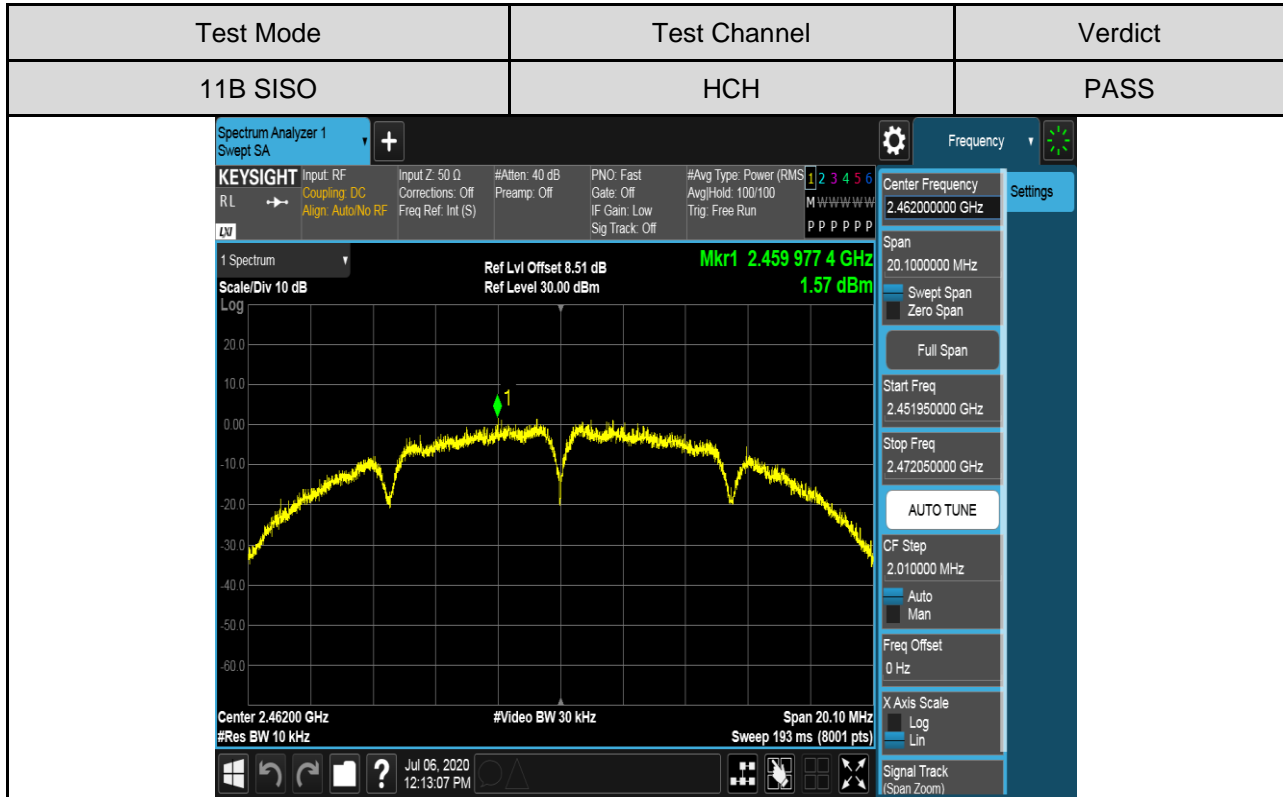 Test Mode Test Channel Verdict
11B SISO HCH PASS
Spectrum Analyzer 1
Swept SA
+
Frequency
KEYSIGHT
RL
LXI
Input: RF
Coupling: DC
Align: Auto/No RF
Input Z: 50 Ω
Corrections: Off
Freq Ref: Int (S)
#Atten: 40 dB
Preamp: Off
PNO: Fast
Gate: Off
IF Gain: Low
Sig Track: Off
#Avg Type: Power (RMS
Avg|Hold: 100/100
Trig: Free Run
1 2 3 4 5 6
M W W W W W
P P P P P P
1 Spectrum
Scale/Div 10 dB
Ref Lvl Offset 8.51 dB
Ref Level 30.00 dBm
Mkr1 2.459 977 4 GHz
1.57 dBm
Log
20.0
10.0
0.00
-10.0
-20.0
-30.0
-40.0
-50.0
-60.0
1
Center 2.46200 GHz
#Res BW 10 kHz
#Video BW 30 kHz
Span 20.10 MHz
Sweep 193 ms (8001 pts)
Center Frequency
2.462000000 GHz
Settings
Span
20.1000000 MHz
Swept Span
Zero Span
Full Span
Start Freq
2.451950000 GHz
Stop Freq
2.472050000 GHz
AUTO TUNE
CF Step
2.010000 MHz
Auto
Man
Freq Offset
0 Hz
X Axis Scale
Log
Lin
Signal Track
(Span Zoom)
?
Jul 06, 2020
12:13:07 PM